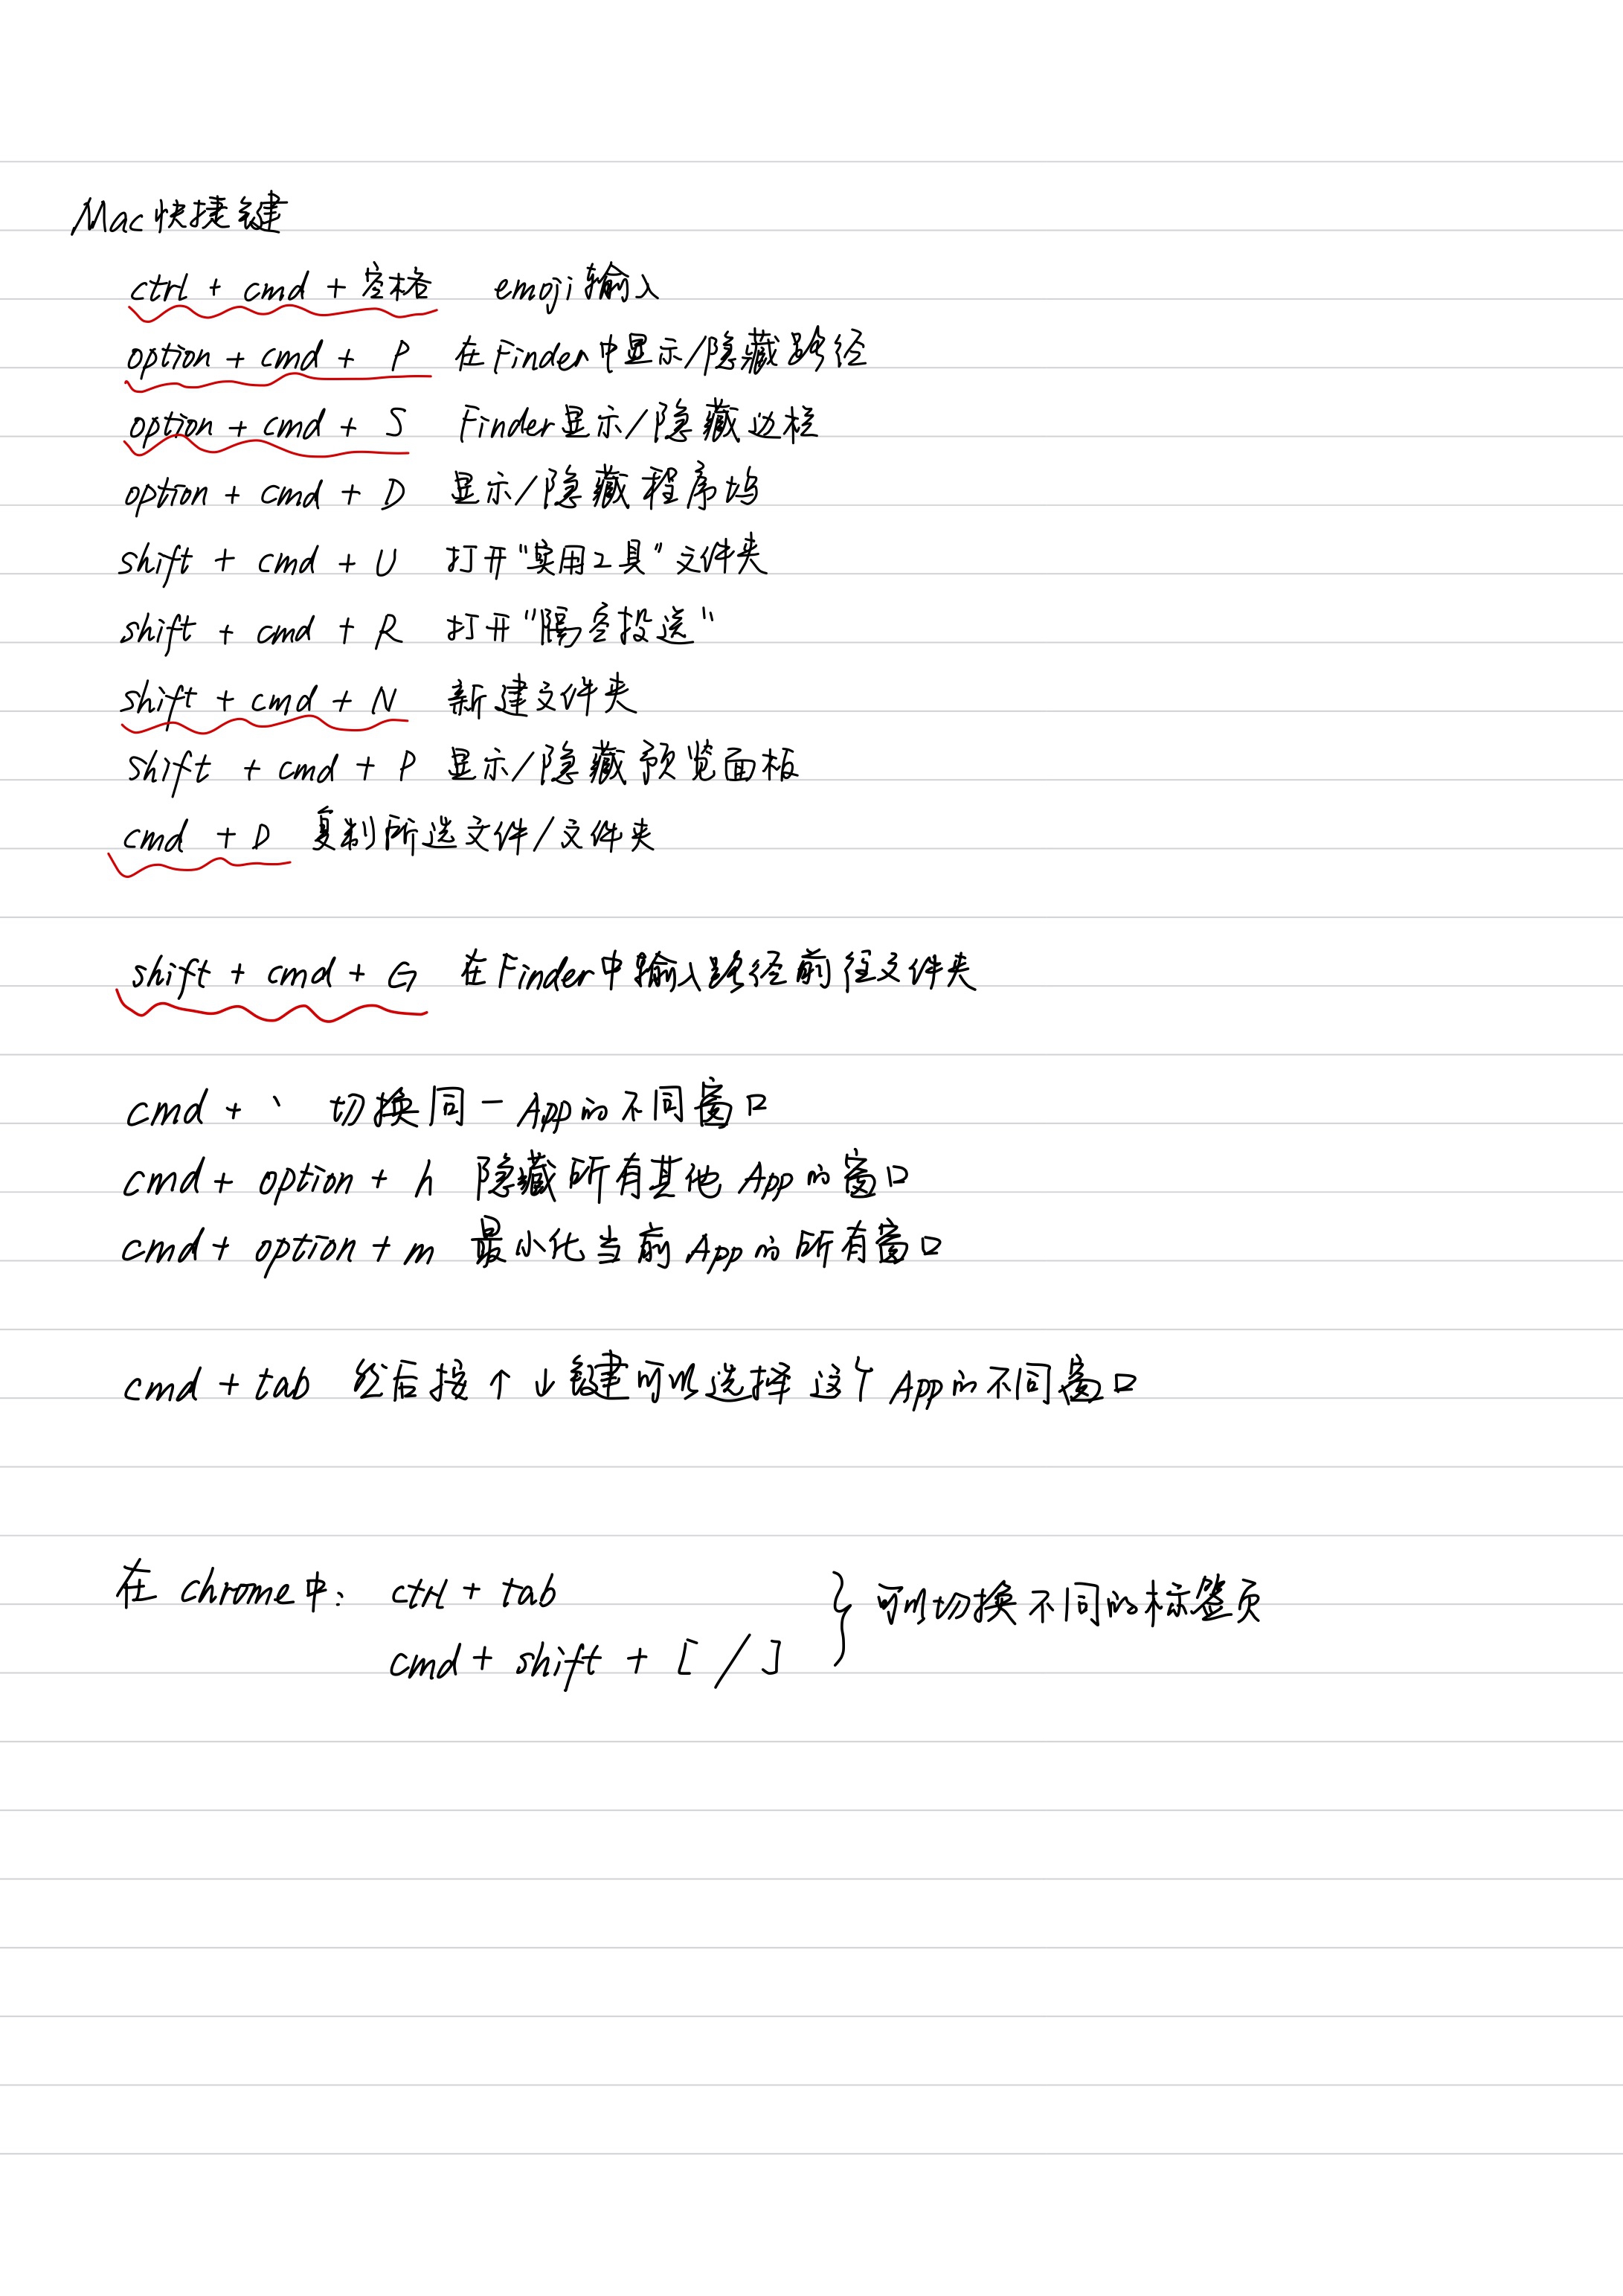 Mac快捷键
ctrl + cmd + 空格 emoji输入
option + cmd + P 在Finder中显示/隐藏路径
option + cmd + S Finder显示/隐藏边栏
option + cmd + D 显示/隐藏程序坞
shift + cmd + U 打开"实用工具"文件夹
shift + cmd + R 打开"隔空投送"
shift + cmd + N 新建文件夹
shift + cmd + P 显示/隐藏预览面板
cmd + D 复制所选文件/文件夹
shift + cmd + G 在Finder中输入路径前往文件夹
cmd + ` 切换同一App的不同窗口
cmd + option + h 隐藏所有其他App的窗口
cmd + option + m 最小化当前App的所有窗口
cmd + tab 然后按↑↓键可以选择这个App的不同窗口
在chrome中: ctrl + tab } 可以切换不同的标签页
cmd + shift + [ / ]